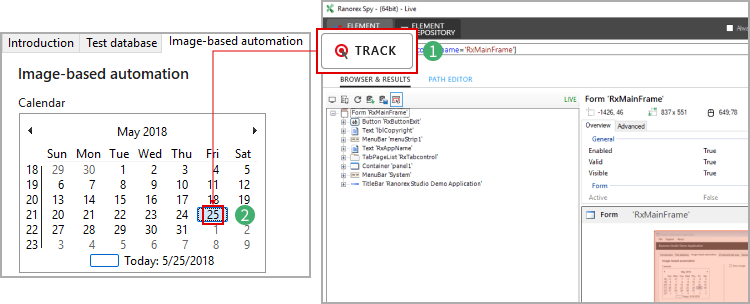 Introduction Test database Image-based automation
Image-based automation
Calendar
May 2018
Sun Mon Tue Wed Thu Fri Sat
18 29 30 1 2 3 4 5
19 6 7 8 9 10 11 12
20 13 14 15 16 17 18 19
21 20 21 22 23 24 25 26
22 27 28 29 30 31 1 2
23 3 4 5 6 7 8 9
Today: 5/25/2018
2
Ranorex Spy - (64bit) - Live
ELEMENT
REPOSITORY
TRACK
1
name='RxMainFrame']
BROWSER & RESULTS PATH EDITOR
LIVE
Form 'RxMainFrame'
Button 'RxButtonExit'
Text 'lblCopyright'
MenuBar 'menuStrip1'
Text 'RxAppName'
TabPageList 'RxTabcontrol'
Container 'panel1'
MenuBar 'System'
TitleBar 'Ranorex Studio Demo Application'
Form 'RxMainFrame'
-1426, 46 837 x 551 649;78
Overview Advanced
General
Enabled True
Valid True
Visible True
Form
Active False
Form 'RxMainFrame'